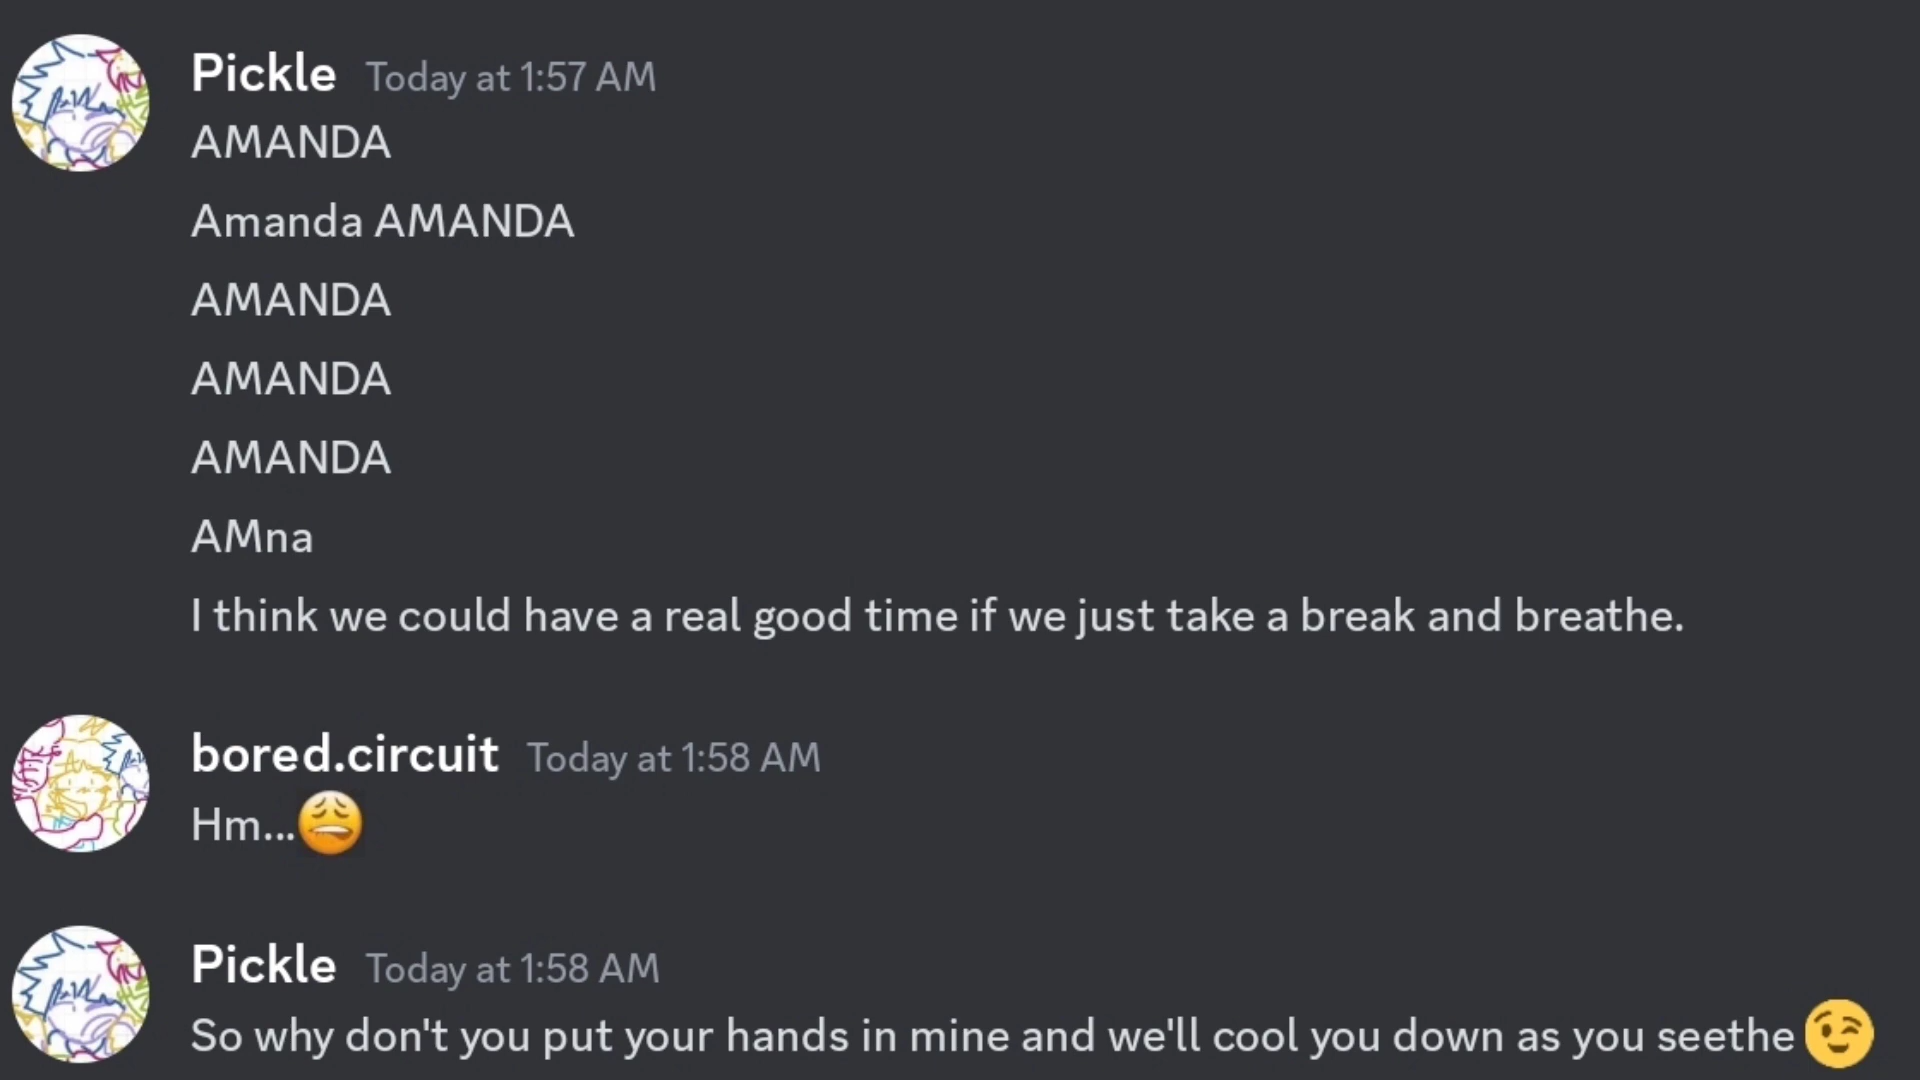 Pickle Today at 1:57 AM
AMANDA
Amanda AMANDA
AMANDA
AMANDA
AMANDA
AMna
I think we could have a real good time if we just take a break and breathe.
bored.circuit Today at 1:58 AM
Hm...😩
Pickle Today at 1:58 AM
So why don't you put your hands in mine and we'll cool you down as you seethe 😉